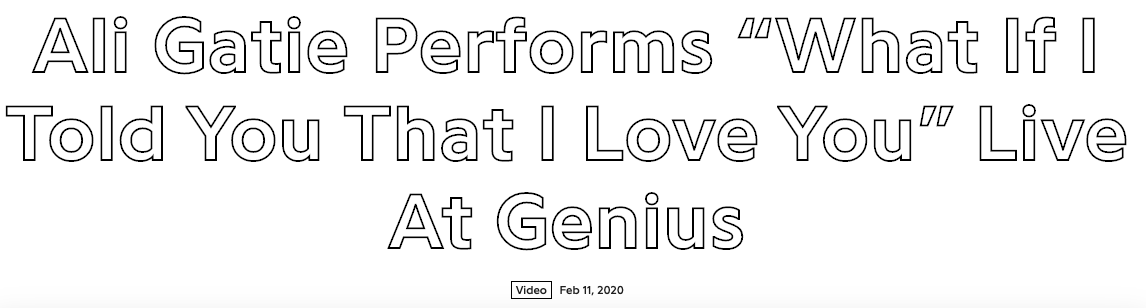 Ali Gatie Performs “What If I
Told You That I Love You” Live
At Genius
Video Feb 11, 2020